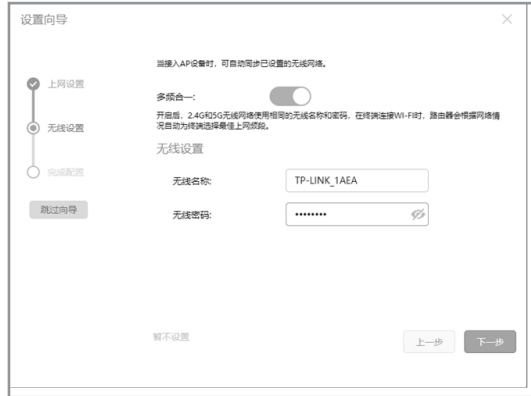 设置向导
当接入AP设备时，可自动同步已设置的无线网络。
上网设置
多频合一：
开启后，2.4G和5G无线网络使用相同的无线名称和密码，在终端连接WI-FI时，路由器会根据网络情
况自动为终端选择最佳上网频段。
无线设置
无线设置
完成配置
无线名称:
TP-LINK_1AEA
跳过向导
无线密码:
••••••••
暂不设置
上一步
下一步